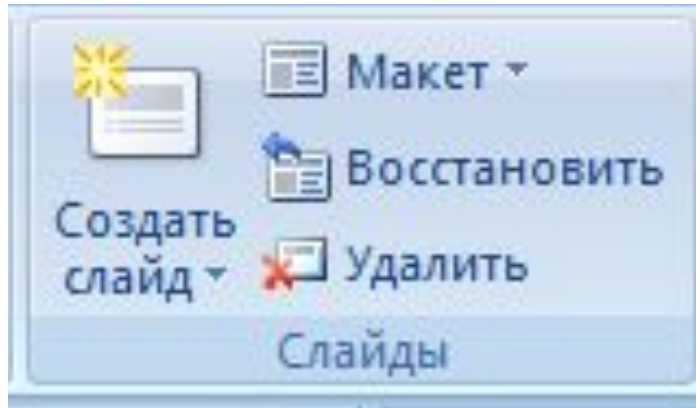 Создать
слайд
Макет
Восстановить
Удалить
Слайды